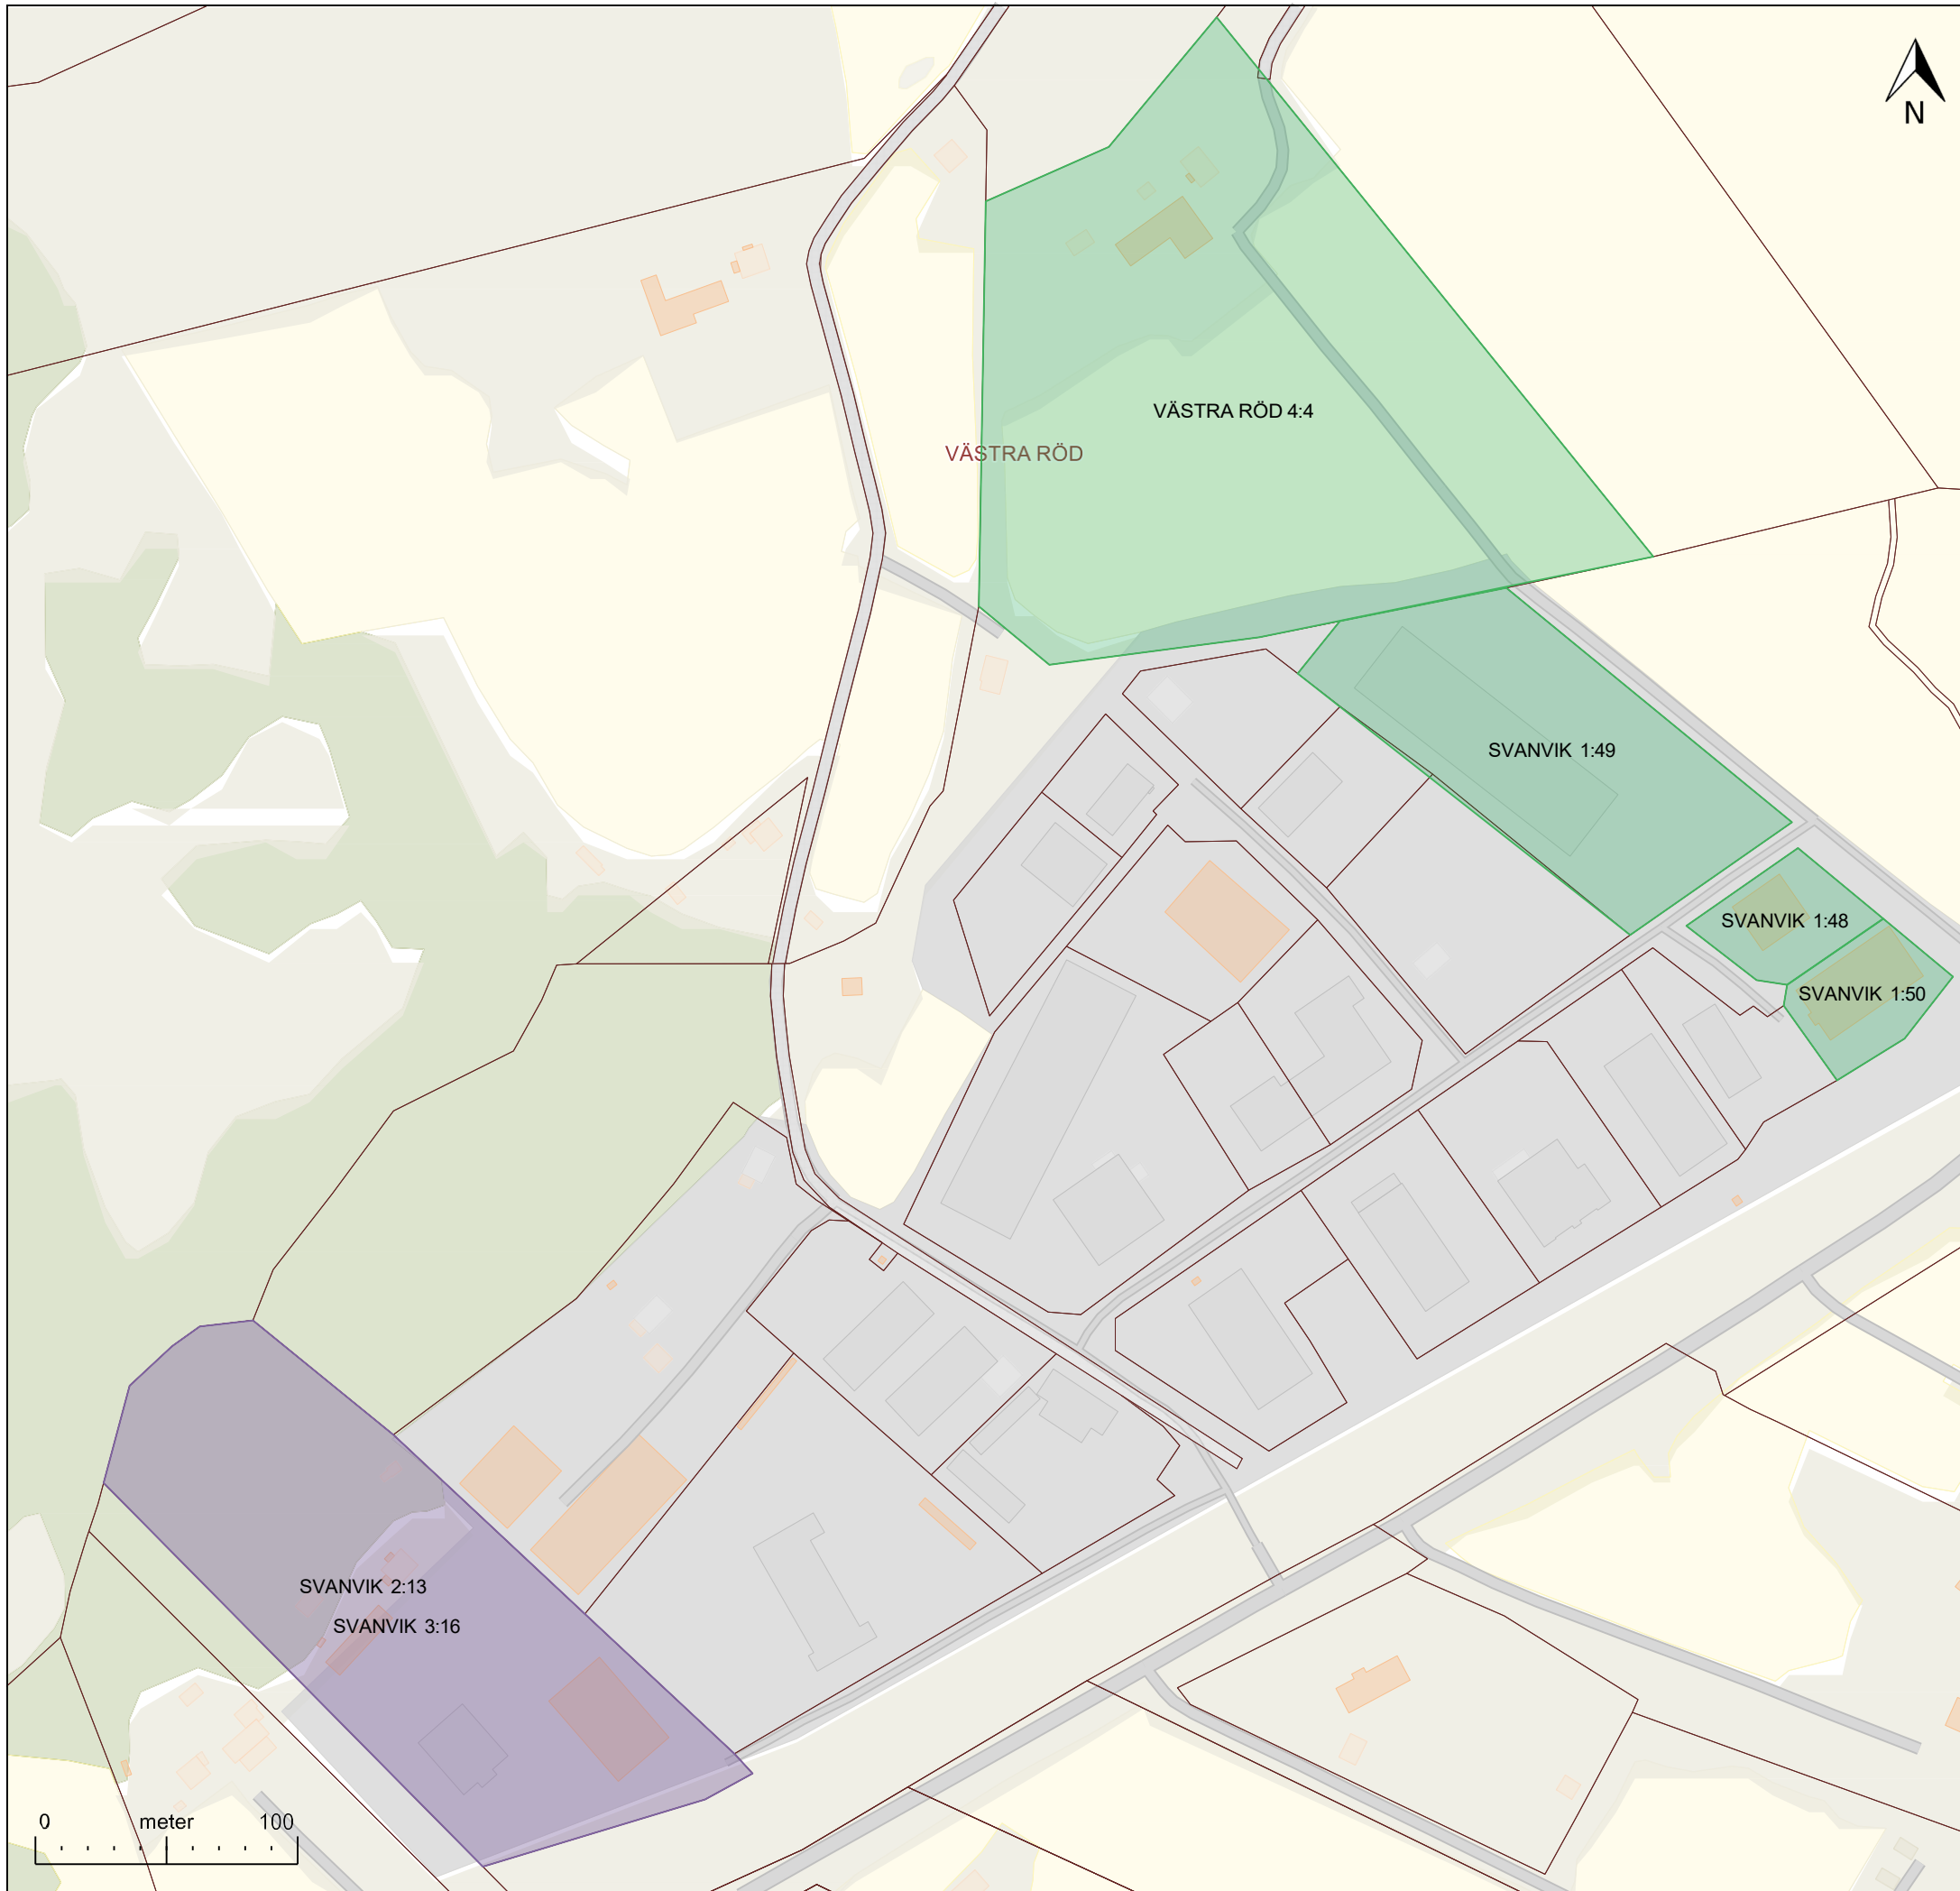 N
VÄSTRA RÖD 4:4
VÄSTRA RÖD
SVANVIK 1:49
SVANVIK 1:48
SVANVIK 1:50
SVANVIK 2:13
SVANVIK 3:16
0 meter 100